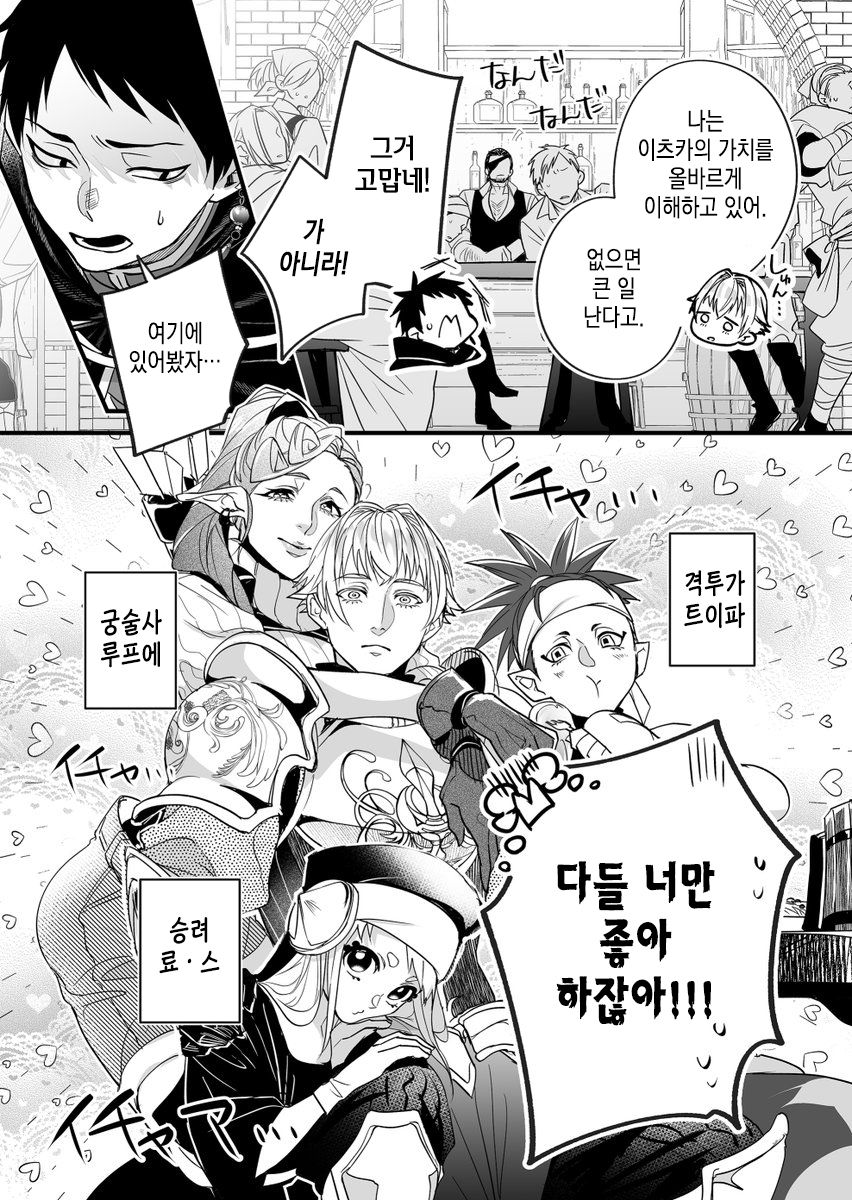 なんだ
なんだ
나는
이츠카의 가치를
올바르게
이해하고 있어.
없으면
큰 일
난다고.
しゅん…
그거
고맙네!
가
아니라!
여기에
있어봤자…
イチャ…
격투가
트이파
궁술사
루프에
イチャ…
다들 너만
좋아
하잖아!!!
승려
료·스
イチャア